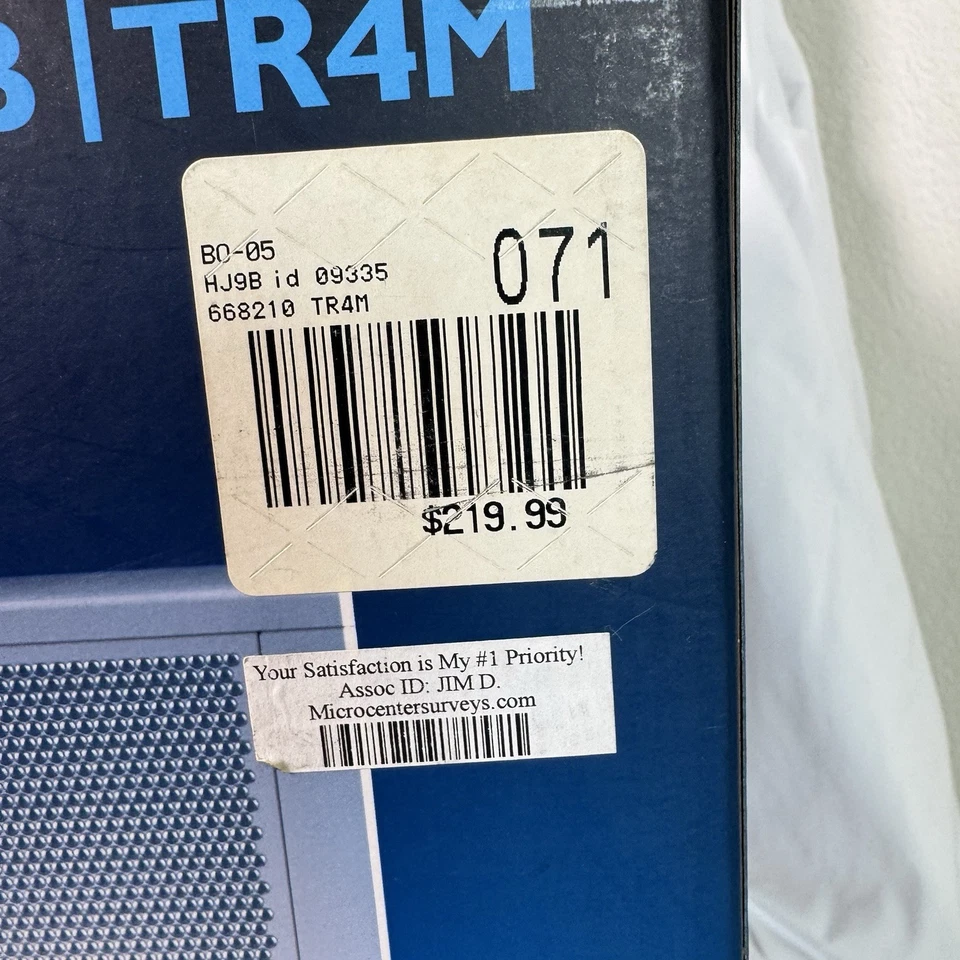 TR4M
BO-05
071
HJ9B id 09335
668210 TR4M
$219.99
Your Satisfaction is My #1 Priority!
Assoc ID: JIM D.
Microcentersurveys.com